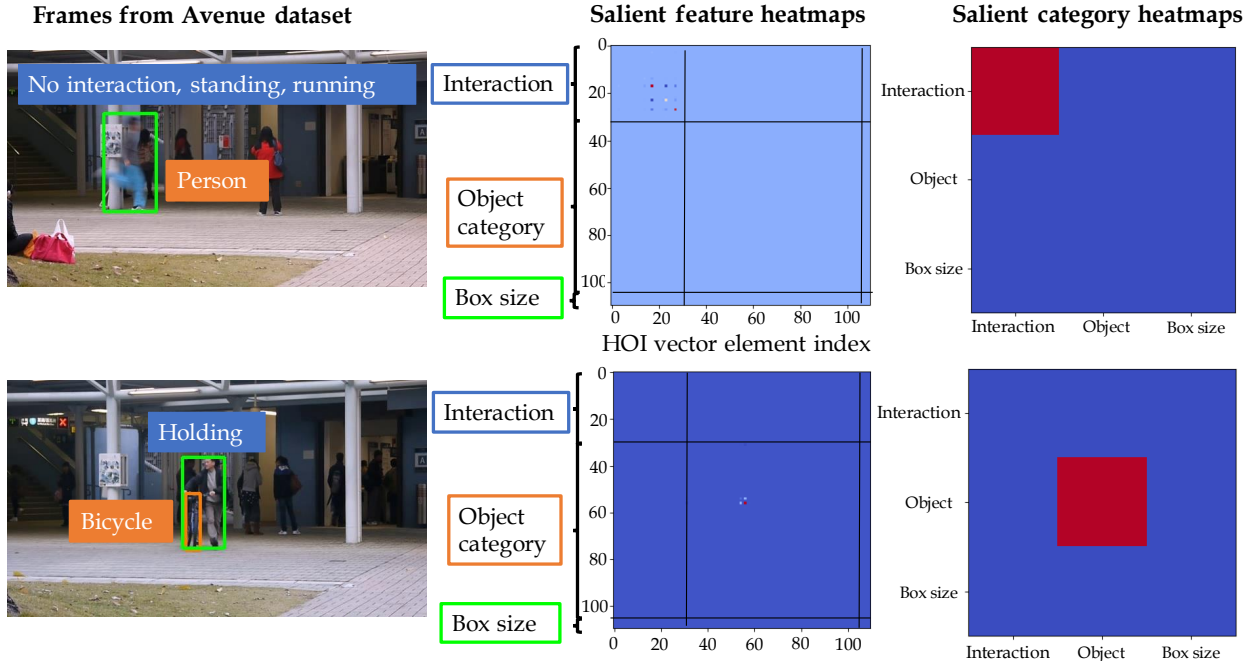 Frames from Avenue dataset
Salient feature heatmaps
Salient category heatmaps
No interaction, standing, running
Person
A
Interaction
Object
category
Box size
0
20
40
60
80
100
0 20 40 60 80 100
HOI vector element index
Interaction
Object
Box size
Interaction Object Box size
Holding
Bicycle
Interaction
Object
category
Box size
0
20
40
60
80
100
0 20 40 60 80 100
Interaction
Object
Box size
Interaction Object Box size